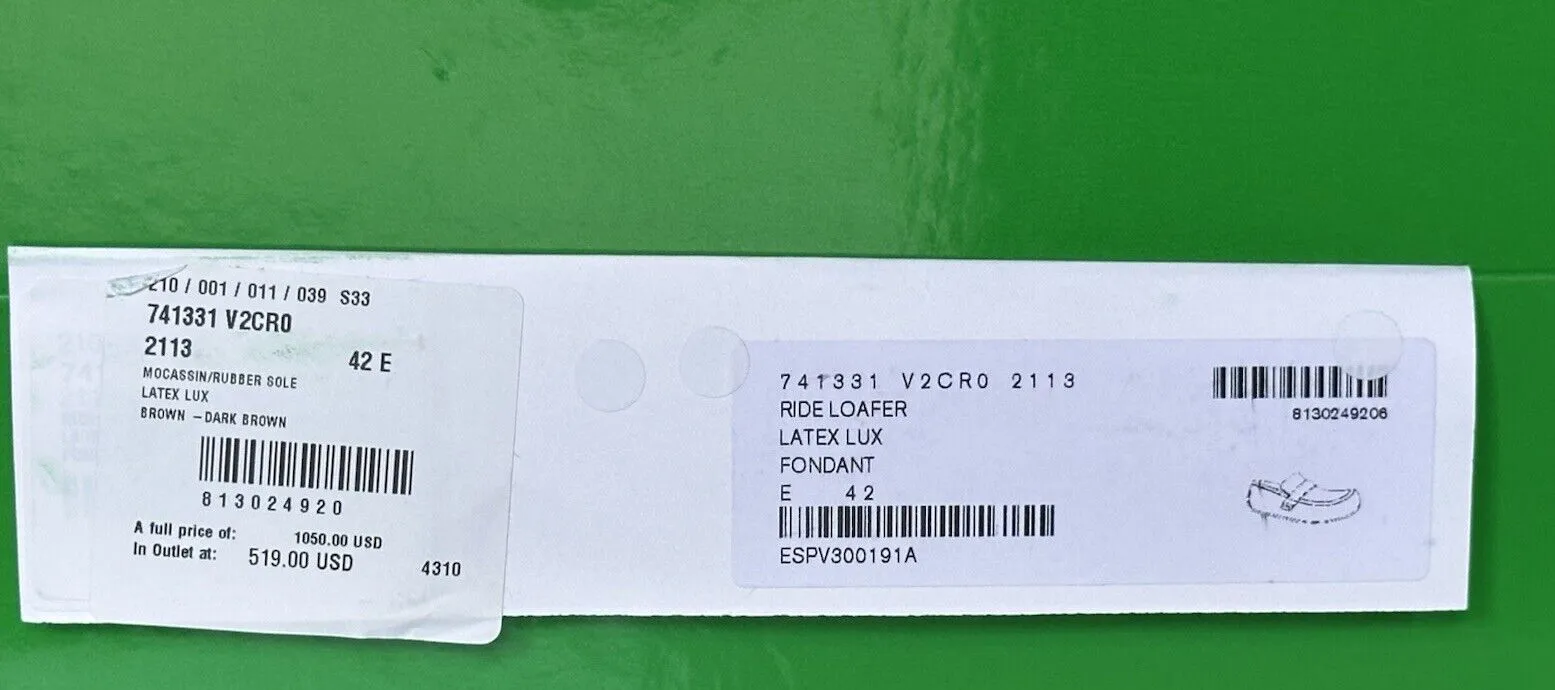 210 / 001 / 011 / 039 S33
741331 V2CR0
2113
42 E
MOCASSIN/RUBBER SOLE
LATEX LUX
BROWN -DARK BROWN
813024920
A full price of: 1050.00 USD
In Outlet at: 519.00 USD
4310
741331 V2CR0 2113
RIDE LOAFER
LATEX LUX
FONDANT
E 42
ESPV300191A
8130249206